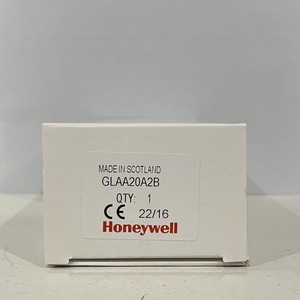 MADE IN SCOTLAND
GLAA20A2B
QTY: 1
CE 22/16
Honeywell